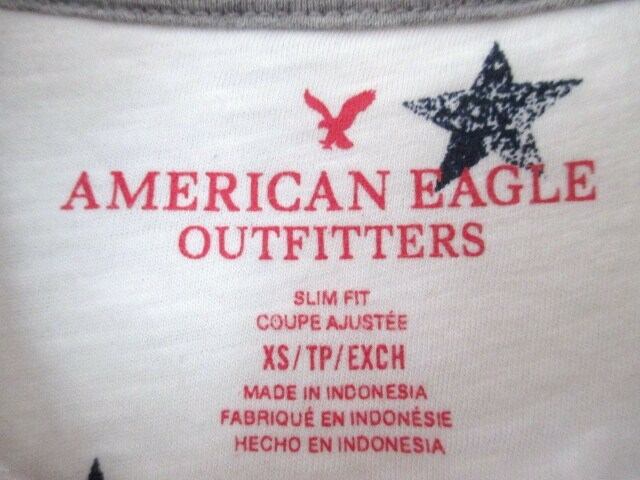 AMERICAN EAGLE
OUTFITTERS
SLIM FIT
COUPE AJUSTÉE
XS/TP/EXCH
MADE IN INDONESIA
FABRIQUÉ EN INDONÉSIE
HECHO EN INDONESIA